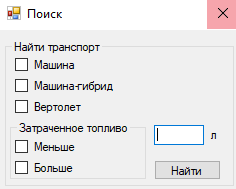 Поиск
Найти транспорт
Машина
Машина-гибрид
Вертолет
Затраченное топливо
Меньше
л
Больше
Найти